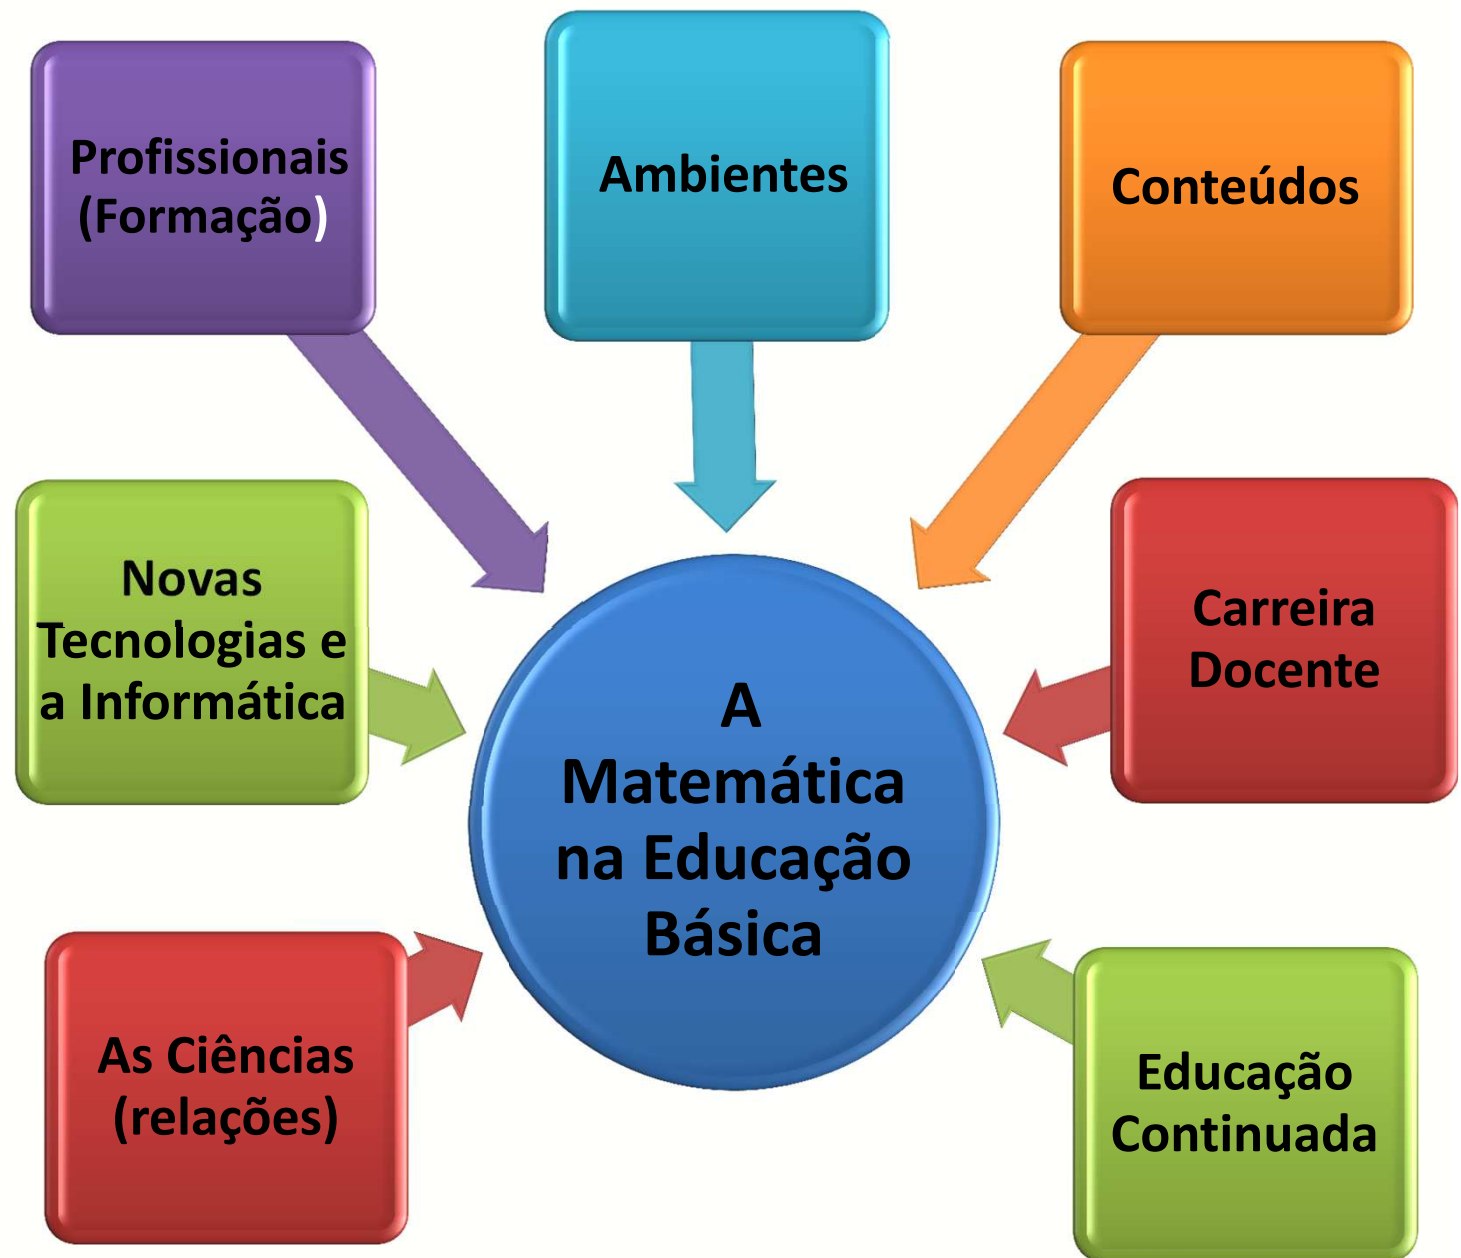 Profissionais
(Formação)
Ambientes
Conteúdos
Novas
Tecnologias e
a Informática
Carreira
Docente
A
Matemática
na Educação
Básica
As Ciências
(relações)
Educação
Continuada